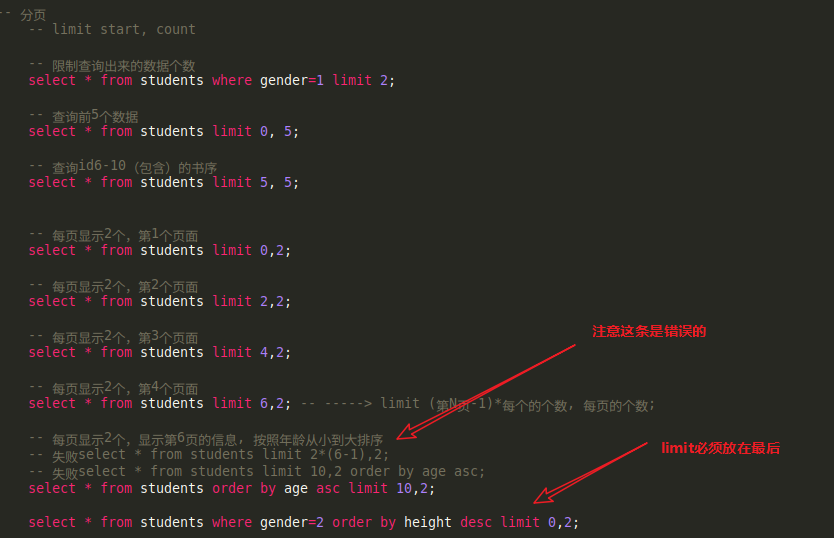 -- 分页
-- limit start, count
-- 限制查询出来的数据个数
select * from students where gender=1 limit 2;
-- 查询前5个数据
select * from students limit 0, 5;
-- 查询id6-10（包含）的书序
select * from students limit 5, 5;
-- 每页显示2个，第1个页面
select * from students limit 0,2;
-- 每页显示2个，第2个页面
select * from students limit 2,2;
-- 每页显示2个，第3个页面
select * from students limit 4,2;
注意这条是错误的
-- 每页显示2个，第4个页面
select * from students limit 6,2; -- -----> limit (第N页-1)*每个的个数, 每页的个数;
-- 每页显示2个，显示第6页的信息, 按照年龄从小到大排序
limit必须放在最后
-- 失败select * from students limit 2*(6-1),2;
-- 失败select * from students limit 10,2 order by age asc;
select * from students order by age asc limit 10,2;
select * from students where gender=2 order by height desc limit 0,2;